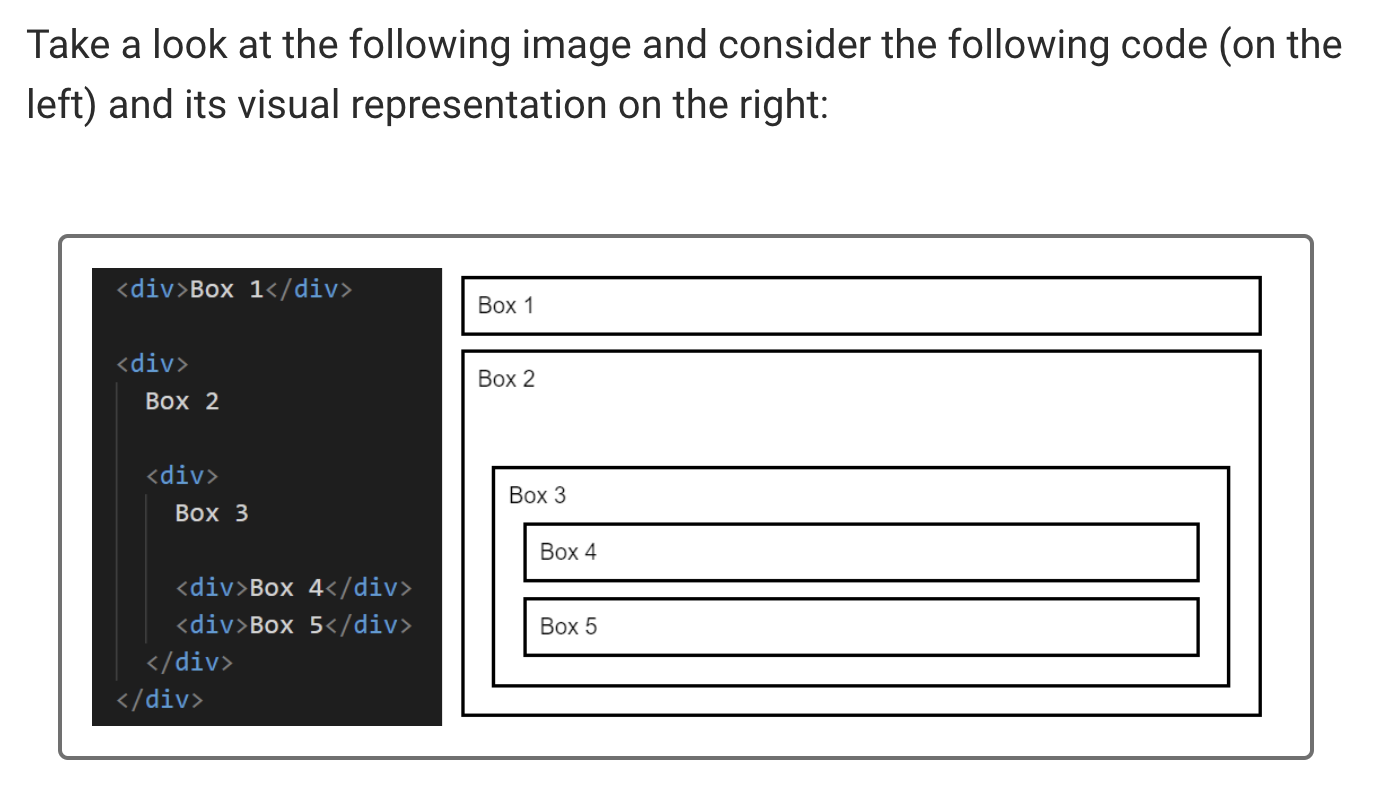 Take a look at the following image and consider the following code (on the
left) and its visual representation on the right:
<div>Box 1</div>
<div>
Box 2
<div>
Box 3
<div>Box 4</div>
<div>Box 5</div>
</div>
</div>
Box 1
Box 2
Box 3
Box 4
Box 5